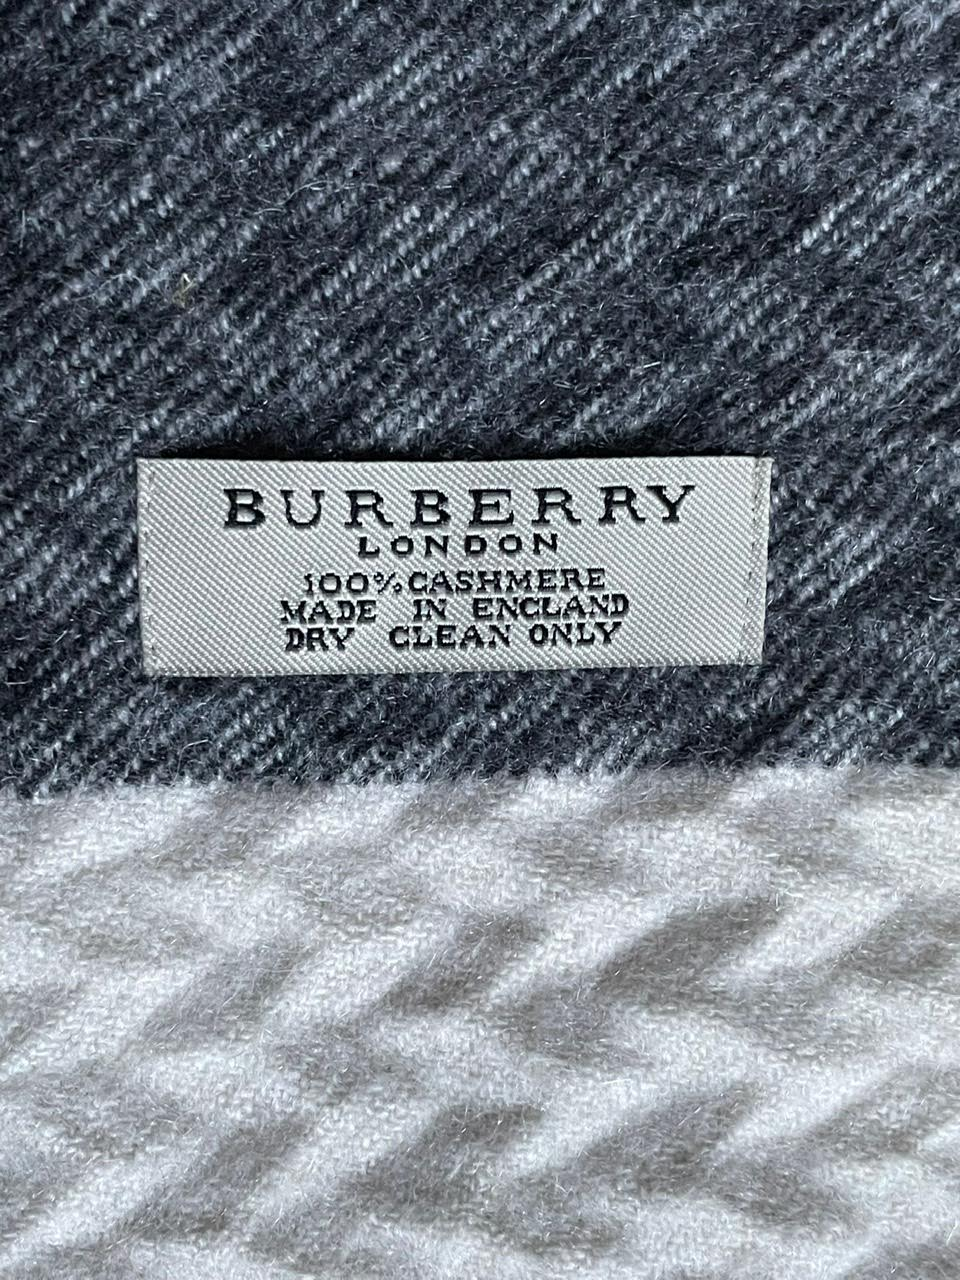 BURBERRY
LONDON
100% CASHMERE
MADE IN ENGLAND
DRY CLEAN ONLY